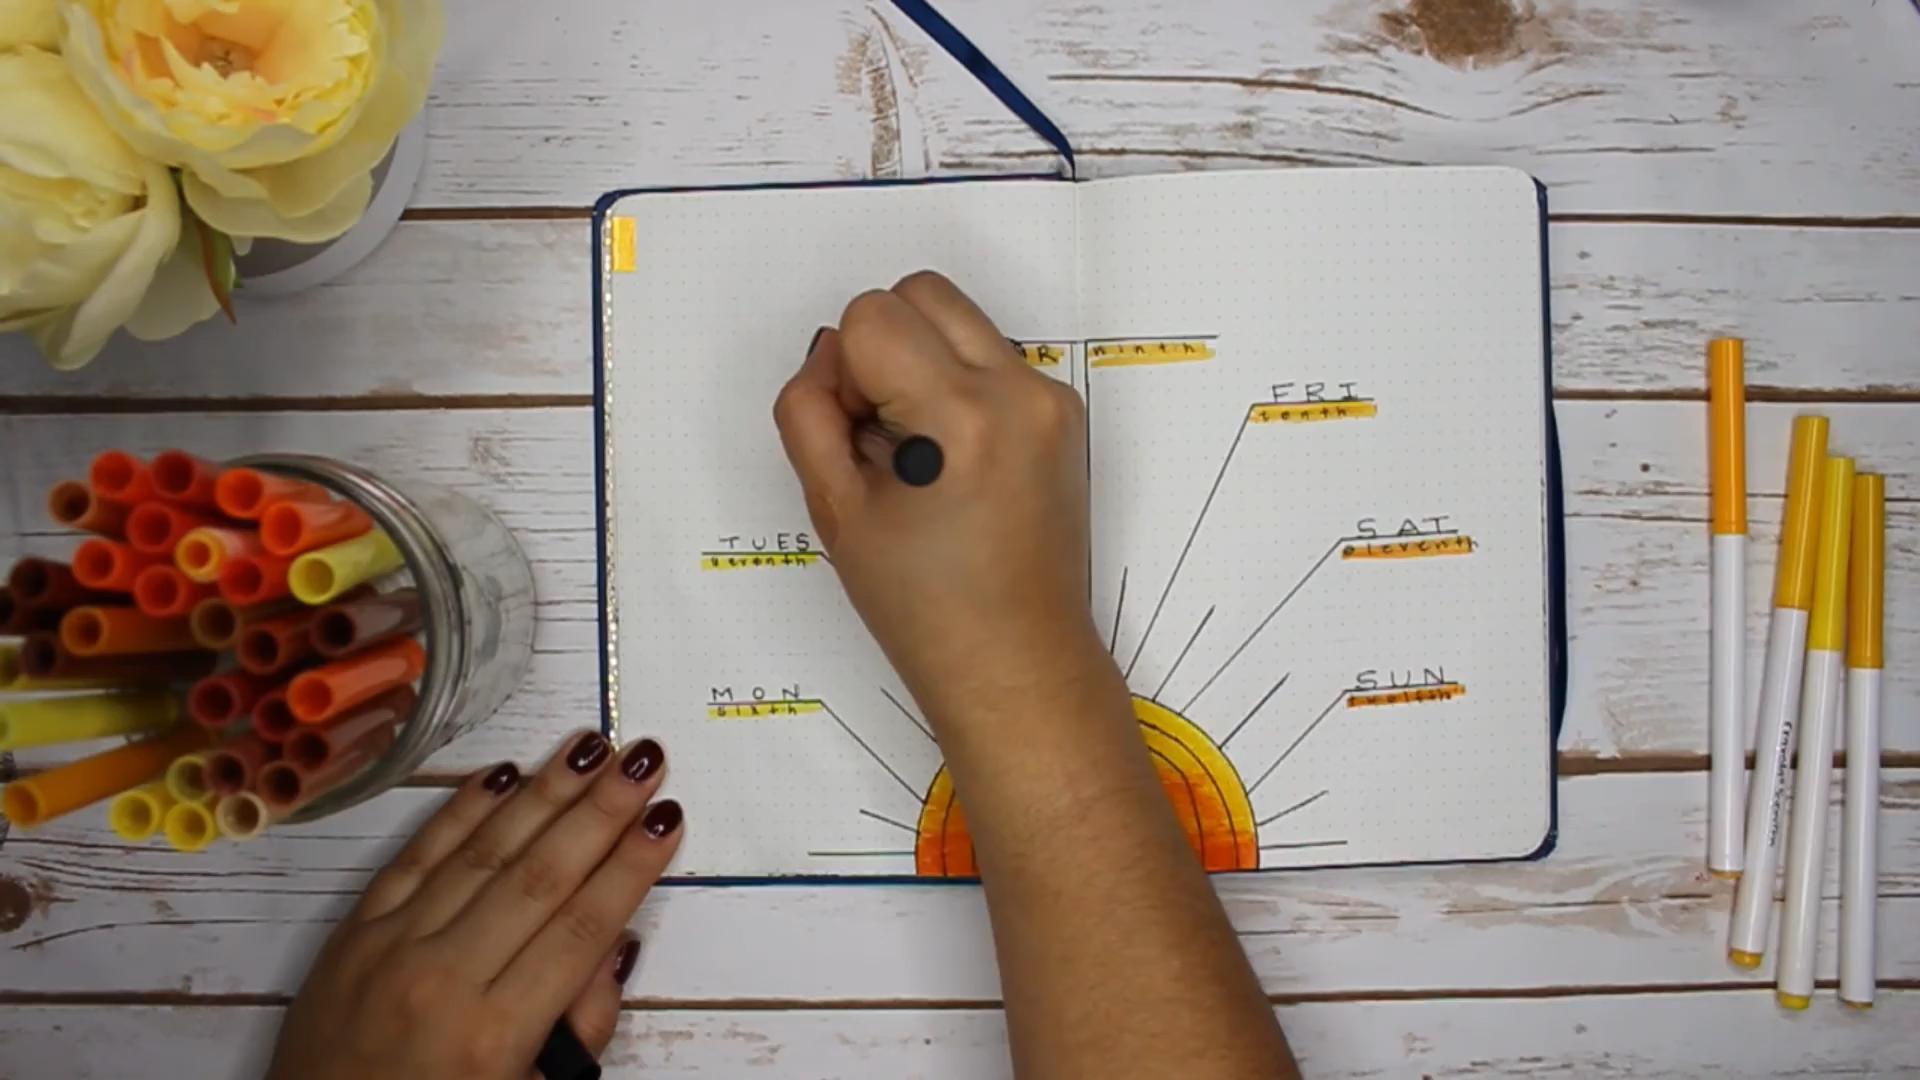 ninth
FRI
tenth
TUES
SAT
eleventh
MON
sixth
SUN
twelfth